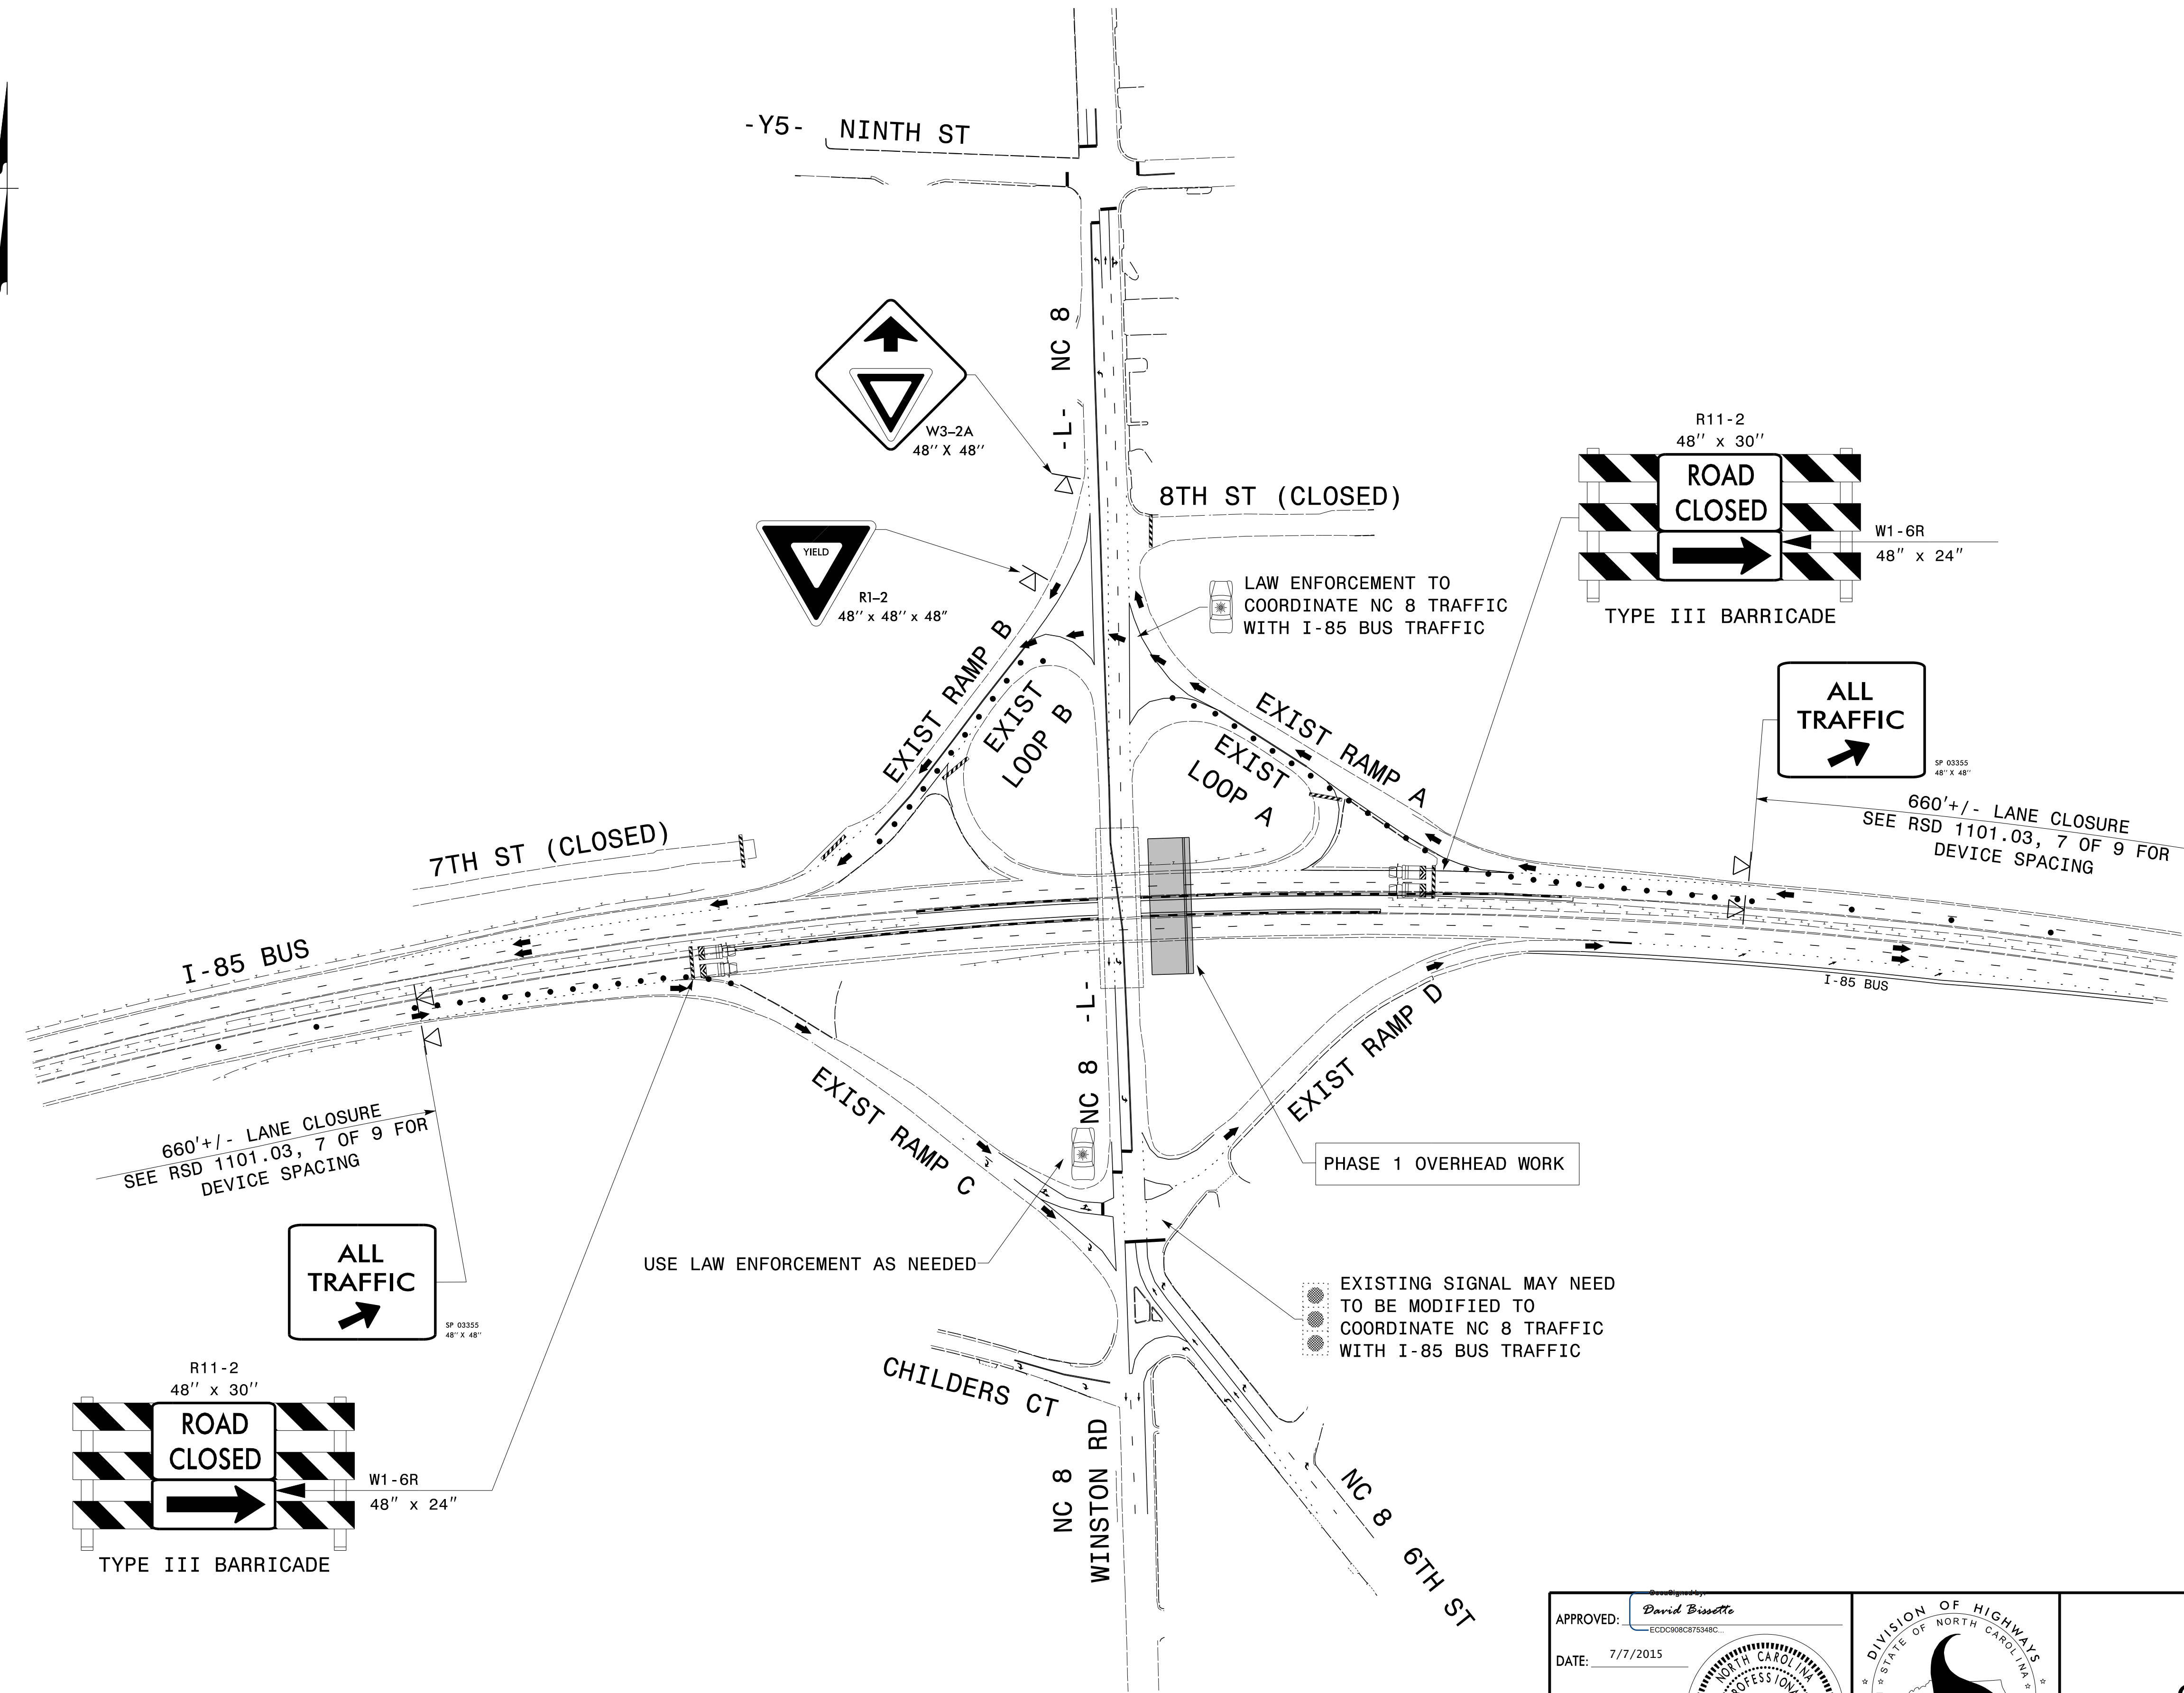 -Y5- NINTH ST
-L- NC 8
W3-2A
48'' X 48''
YIELD
R1-2
48'' x 48'' x 48''
8TH ST (CLOSED)
LAW ENFORCEMENT TO
COORDINATE NC 8 TRAFFIC
WITH I-85 BUS TRAFFIC
R11-2
48'' x 30''
ROAD
CLOSED
W1-6R
48'' x 24''
TYPE III BARRICADE
ALL
TRAFFIC
SP 03355
48'' X 48''
660'+/- LANE CLOSURE
SEE RSD 1101.03, 7 OF 9 FOR
DEVICE SPACING
EXIST RAMP B
EXIST
LOOP B
EXIST RAMP A
EXIST
LOOP A
7TH ST (CLOSED)
I-85 BUS
I-85 BUS
NC 8 -L-
EXIST RAMP C
EXIST RAMP D
660'+/- LANE CLOSURE
SEE RSD 1101.03, 7 OF 9 FOR
DEVICE SPACING
PHASE 1 OVERHEAD WORK
USE LAW ENFORCEMENT AS NEEDED
ALL
TRAFFIC
SP 03355
48'' X 48''
EXISTING SIGNAL MAY NEED
TO BE MODIFIED TO
COORDINATE NC 8 TRAFFIC
WITH I-85 BUS TRAFFIC
R11-2
48'' x 30''
ROAD
CLOSED
W1-6R
48'' x 24''
TYPE III BARRICADE
CHILDERS CT
NC 8
WINSTON RD
NC 8 6TH ST
DocuSigned by:
APPROVED: David Bissette
ECDC908C875348C...
DATE: 7/7/2015
NORTH CAROLINA
DIVISION OF HIGHWAYS
STATE OF NORTH CAROLINA